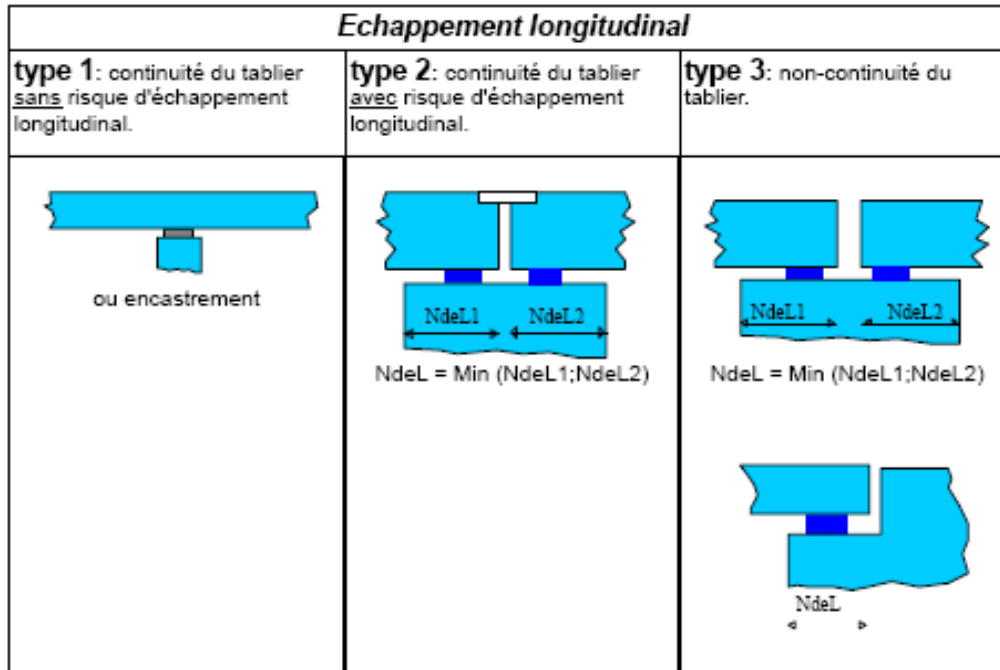 Echappement longitudinal
type 1: continuité du tablier
sans risque d'échappement
longitudinal.
type 2: continuité du tablier
avec risque d'échappement
longitudinal.
type 3: non-continuité du
tablier.
ou encastrement
NdeL1
NdeL2
NdeL = Min (NdeL1;NdeL2)
NdeL1
NdeL2
NdeL = Min (NdeL1;NdeL2)
NdeL